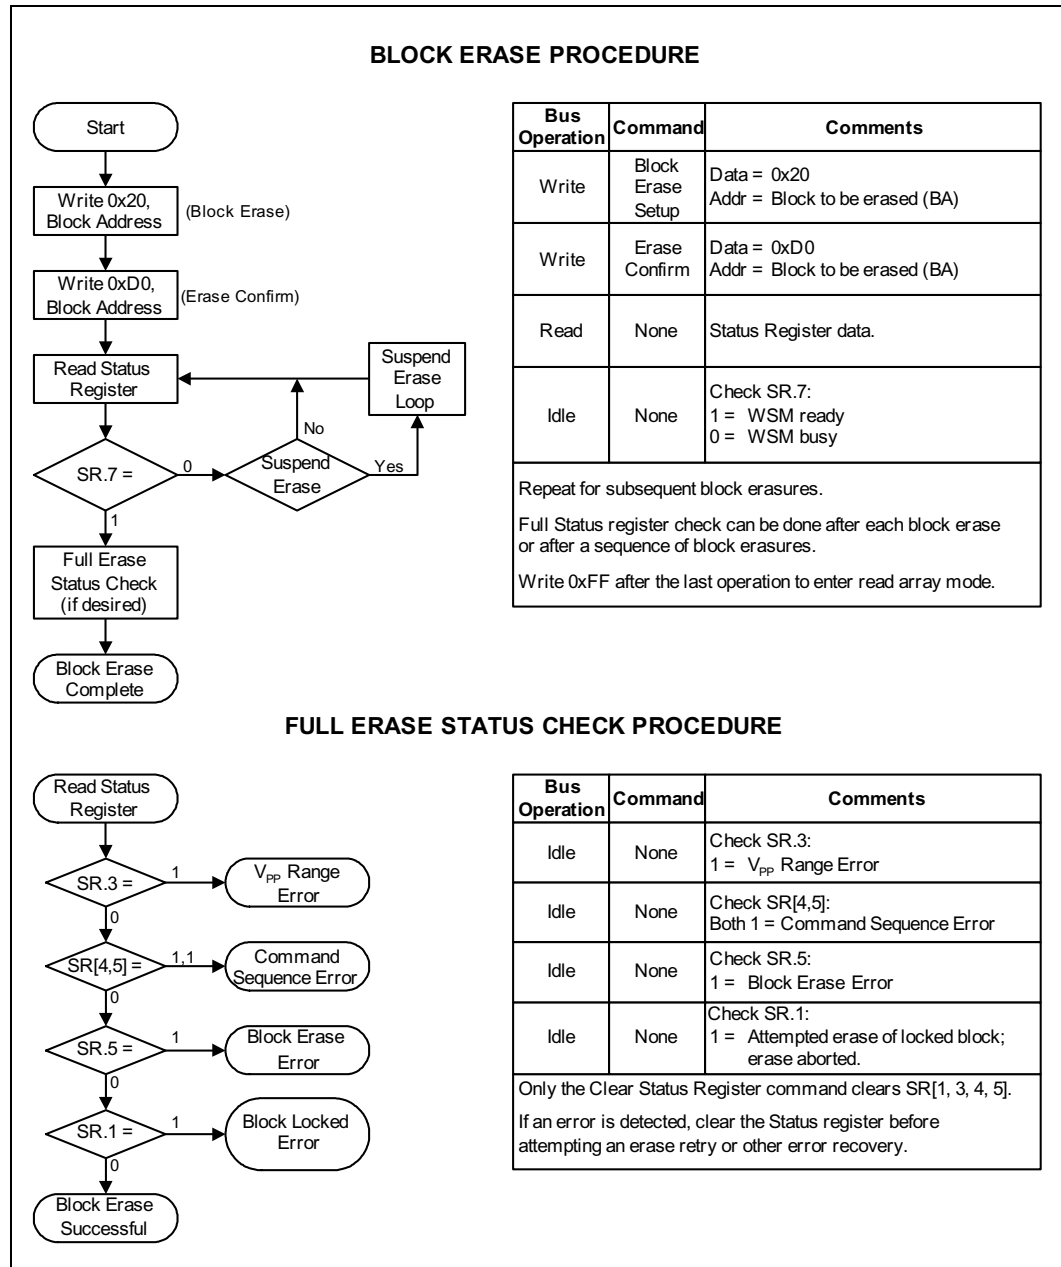 BLOCK ERASE PROCEDURE
Start
Write 0x20,
Block Address
(Block Erase)
Write 0xD0,
Block Address
(Erase Confirm)
Read Status
Register
Suspend
Erase
Loop
No
SR.7 =
0
Suspend
Erase
Yes
1
Full Erase
Status Check
(if desired)
Block Erase
Complete
Bus
Operation
Command
Comments
Write
Block
Erase
Setup
Data = 0x20
Addr = Block to be erased (BA)
Write
Erase
Confirm
Data = 0xD0
Addr = Block to be erased (BA)
Read
None
Status Register data.
Idle
None
Check SR.7:
1 = WSM ready
0 = WSM busy
Repeat for subsequent block erasures.
Full Status register check can be done after each block erase
or after a sequence of block erasures.
Write 0xFF after the last operation to enter read array mode.
FULL ERASE STATUS CHECK PROCEDURE
Read Status
Register
SR.3 =
1
VPP Range
Error
0
SR[4,5] =
1,1
Command
Sequence Error
0
SR.5 =
1
Block Erase
Error
0
SR.1 =
1
Block Locked
Error
0
Block Erase
Successful
Bus
Operation
Command
Comments
Idle
None
Check SR.3:
1 = VPP Range Error
Idle
None
Check SR[4,5]:
Both 1 = Command Sequence Error
Idle
None
Check SR.5:
1 = Block Erase Error
Idle
None
Check SR.1:
1 = Attempted erase of locked block;
erase aborted.
Only the Clear Status Register command clears SR[1, 3, 4, 5].
If an error is detected, clear the Status register before
attempting an erase retry or other error recovery.